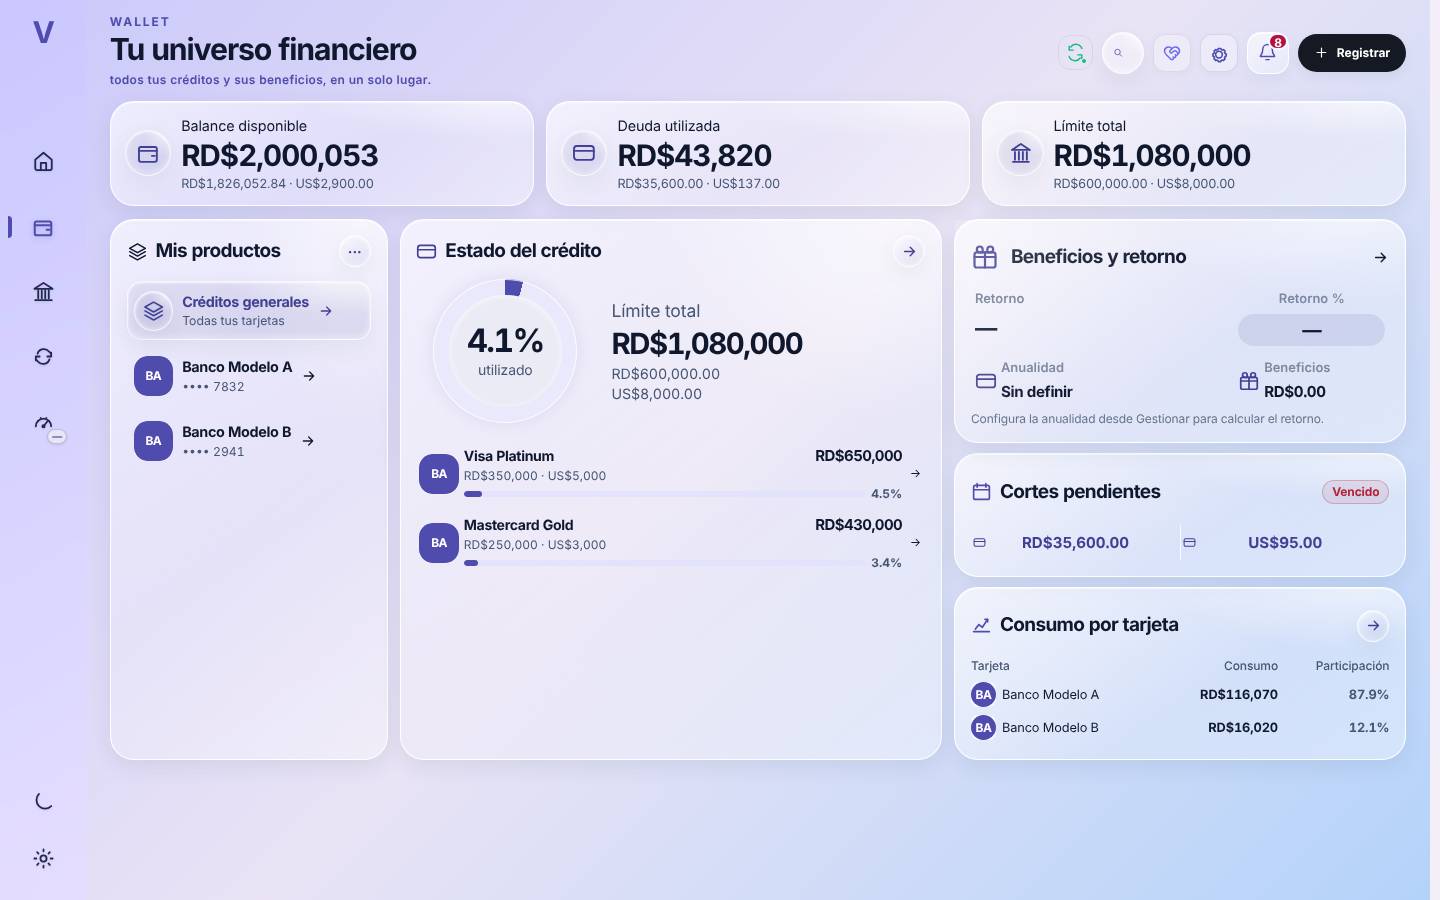 V
WALLET
Tu universo financiero
todos tus créditos y sus beneficios, en un solo lugar.
8
Registrar
Balance disponible
RD$2,000,053
RD$1,826,052.84 · US$2,900.00
Deuda utilizada
RD$43,820
RD$35,600.00 · US$137.00
Límite total
RD$1,080,000
RD$600,000.00 · US$8,000.00
Mis productos
Créditos generales
Todas tus tarjetas
BA
Banco Modelo A
•••• 7832
BA
Banco Modelo B
•••• 2941
Estado del crédito
4.1%
utilizado
Límite total
RD$1,080,000
RD$600,000.00
US$8,000.00
BA
Visa Platinum
RD$650,000
RD$350,000 · US$5,000
4.5%
BA
Mastercard Gold
RD$430,000
RD$250,000 · US$3,000
3.4%
Beneficios y retorno
Retorno
Retorno %
—
—
Anualidad
Sin definir
Beneficios
RD$0.00
Configura la anualidad desde Gestionar para calcular el retorno.
Cortes pendientes
Vencido
RD$35,600.00
US$95.00
Consumo por tarjeta
Tarjeta Consumo Participación
BA Banco Modelo A RD$116,070 87.9%
BA Banco Modelo B RD$16,020 12.1%